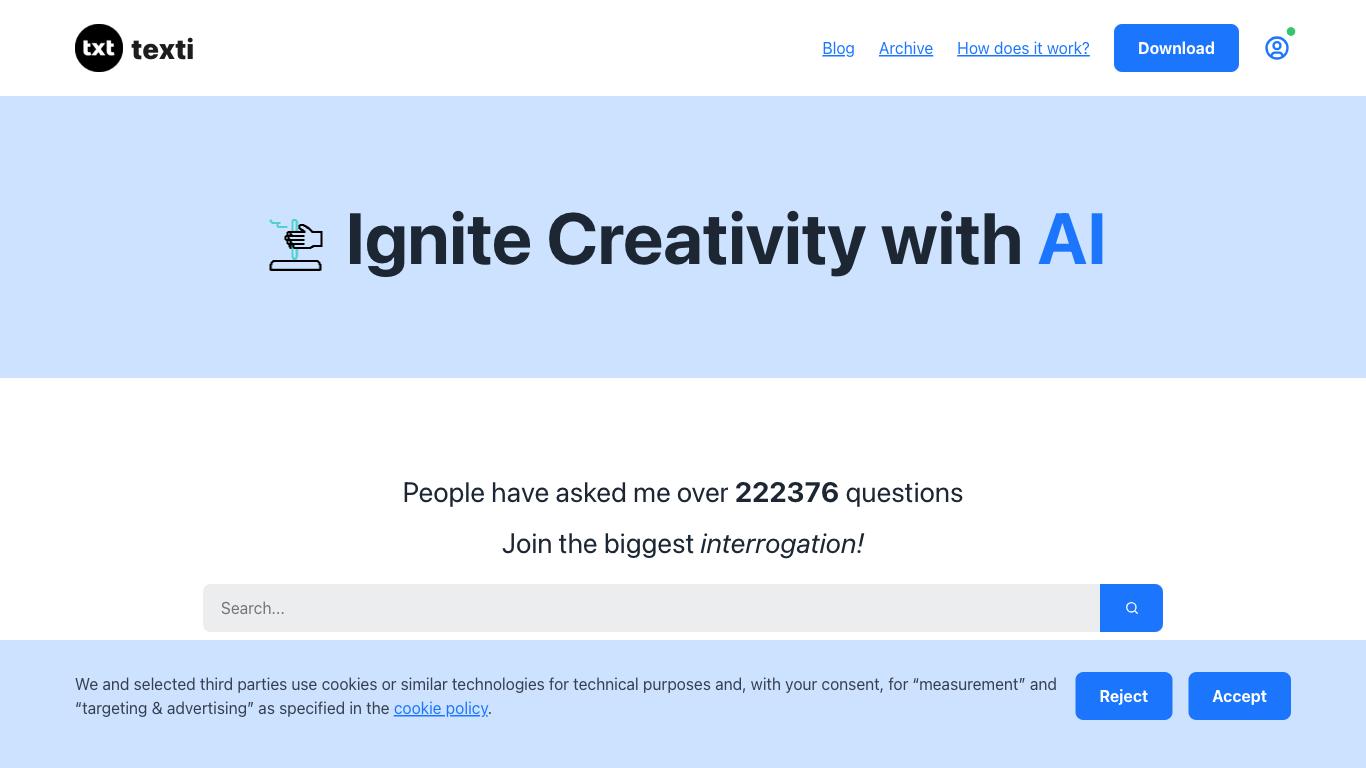 txt texti
Blog Archive How does it work? Download
Ignite Creativity with AI
People have asked me over 222376 questions
Join the biggest interrogation!
Search...
We and selected third parties use cookies or similar technologies for technical purposes and, with your consent, for “measurement” and
“targeting & advertising” as specified in the cookie policy.
Reject Accept